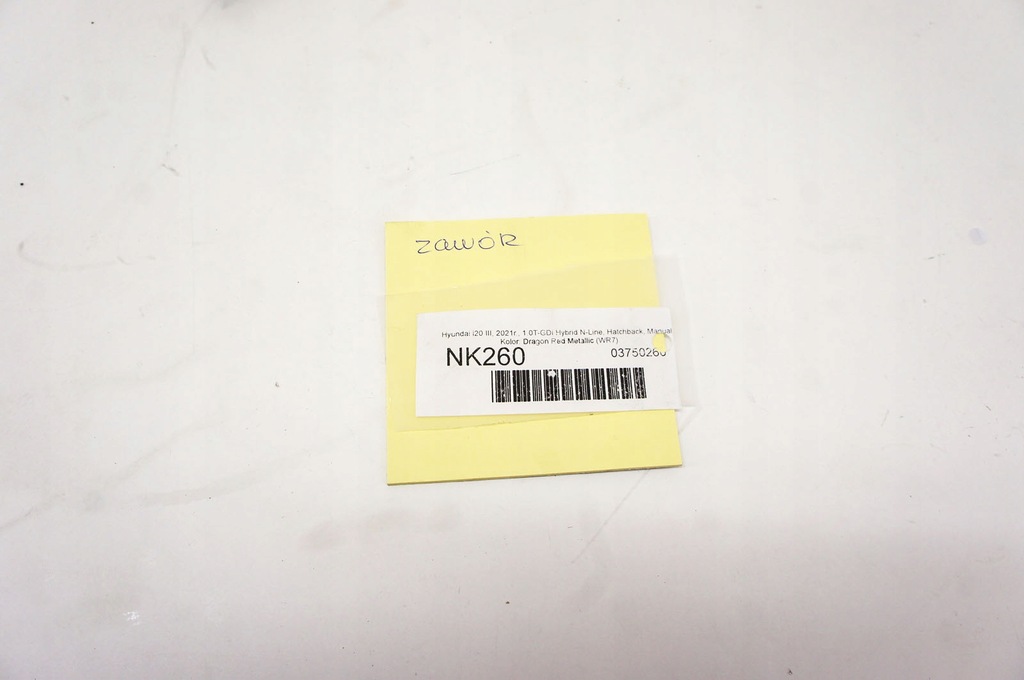 zawór
Hyundai i20 III, 2021r., 1.0T-GDi Hybrid N-Line, Hatchback, Manual
Kolor: Dragon Red Metallic (WR7)
NK260 03750260